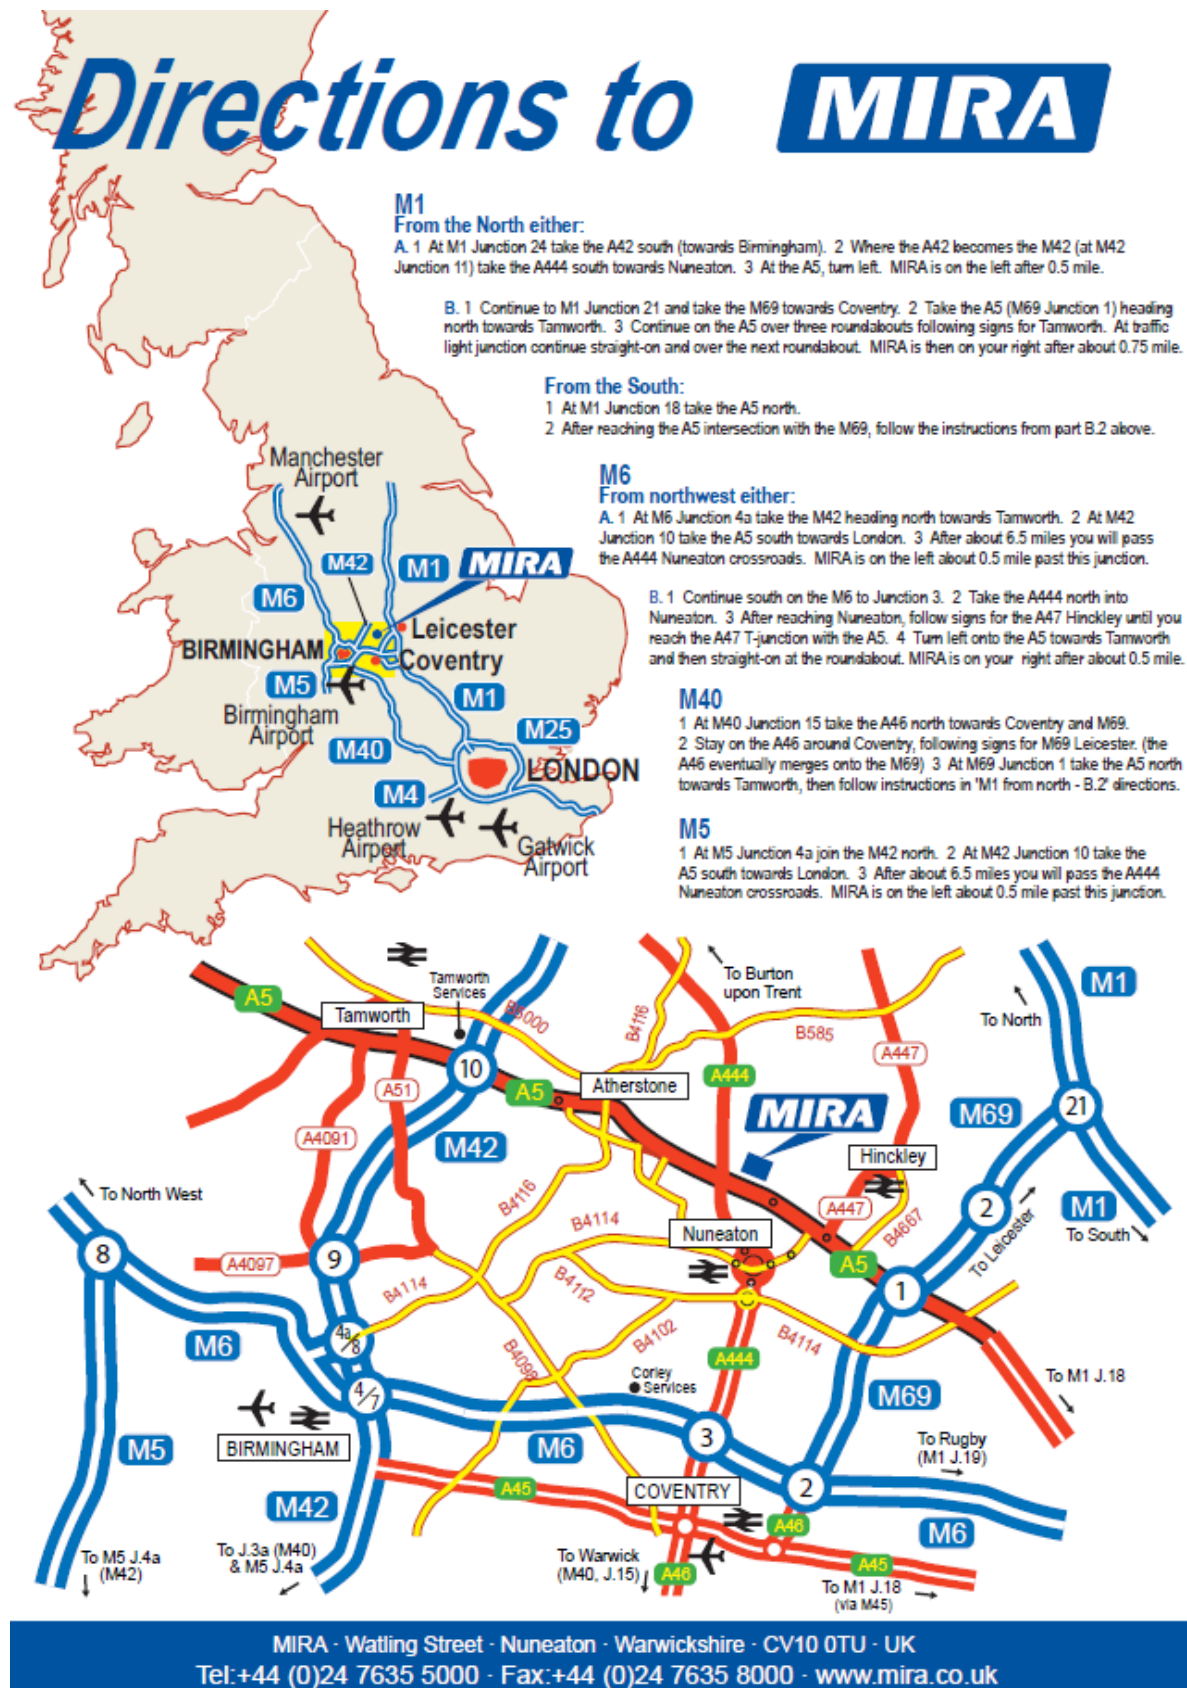 Directions to MIRA
M1
From the North either:
A. 1 At M1 Junction 24 take the A42 south (towards Birmingham). 2 Where the A42 becomes the M42 (at M42
Junction 11) take the A444 south towards Nuneaton. 3 At the A5, turn left. MIRA is on the left after 0.5 mile.
B. 1 Continue to M1 Junction 21 and take the M69 towards Coventry. 2 Take the A5 (M69 Junction 1) heading
north towards Tamworth. 3 Continue on the A5 over three roundabouts following signs for Tamworth. At traffic
light junction continue straight-on and over the next roundabout. MIRA is then on your right after about 0.75 mile.
From the South:
1 At M1 Junction 18 take the A5 north.
2 After reaching the A5 intersection with the M69, follow the instructions from part B.2 above.
M6
From northwest either:
A. 1 At M6 Junction 4a take the M42 heading north towards Tamworth. 2 At M42
Junction 10 take the A5 south towards London. 3 After about 6.5 miles you will pass
the A444 Nuneaton crossroads. MIRA is on the left about 0.5 mile past this junction.
B. 1 Continue south on the M6 to Junction 3. 2 Take the A444 north into
Nuneaton. 3 After reaching Nuneaton, follow signs for the A47 Hinckley until you
reach the A47 T-junction with the A5. 4 Turn left onto the A5 towards Tamworth
and then straight-on at the roundabout. MIRA is on your right after about 0.5 mile.
M40
1 At M40 Junction 15 take the A46 north towards Coventry and M69.
2 Stay on the A46 around Coventry, following signs for M69 Leicester. (the
A46 eventually merges onto the M69) 3 At M69 Junction 1 take the A5 north
towards Tamworth, then follow instructions in 'M1 from north - B.2' directions.
M5
1 At M5 Junction 4a join the M42 north. 2 At M42 Junction 10 take the
A5 south towards London. 3 After about 6.5 miles you will pass the A444
Nuneaton crossroads. MIRA is on the left about 0.5 mile past this junction.
Manchester
Airport
M42
M1
MIRA
M6
Leicester
BIRMINGHAM
Coventry
M5
M1
Birmingham
Airport
M25
M40
LONDON
M4
Heathrow
Airport
Gatwick
Airport
A5
Tamworth
Services
To Burton
upon Trent
M1
Tamworth
B5000
B4116
B585
To North
A447
10
A444
Atherstone
A51
A5
MIRA
M69
21
A4091
M42
Hinckley
To North West
B4116
A447
2
M1
B4114
Nuneaton
B4667
To Leicester
To South
8
9
A4097
A5
B4114
B4112
1
4a/8
M6
B4102
B4114
B4098
A444
Corley
Services
To M1 J.18
4/7
M69
BIRMINGHAM
M5
M6
3
To Rugby
(M1 J.19)
A45
COVENTRY
2
M42
A46
M6
To M5 J.4a
(M42)
To J.3a (M40)
& M5 J.4a
To Warwick
(M40, J.15)
A46
A45
To M1 J.18
(via M45)
MIRA · Watling Street · Nuneaton · Warwickshire · CV10 0TU · UK
Tel:+44 (0)24 7635 5000 · Fax:+44 (0)24 7635 8000 · www.mira.co.uk